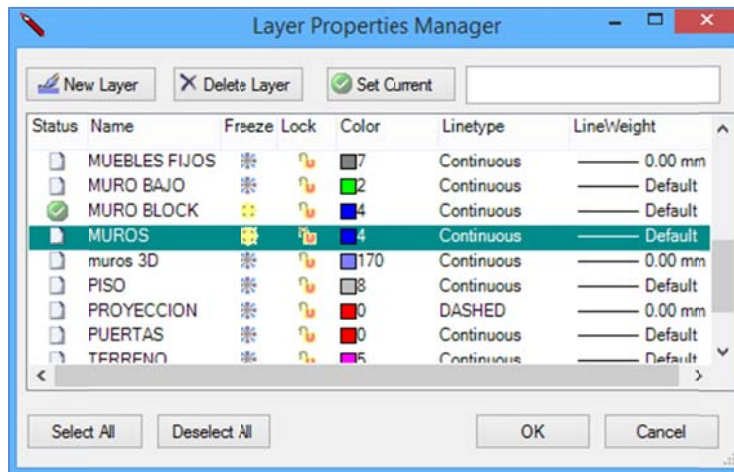 Layer Properties Manager
New Layer Delete Layer Set Current
Status Name Freeze Lock Color Linetype LineWeight
MUEBLES FIJOS 7 Continuous 0.00 mm
MURO BAJO 2 Continuous Default
MURO BLOCK 4 Continuous Default
MUROS 4 Continuous Default
muros 3D 170 Continuous 0.00 mm
PISO 8 Continuous Default
PROYECCION 0 DASHED 0.00 mm
PUERTAS 0 Continuous Default
TERRENO 5 Continuous Default
Select All Deselect All OK Cancel